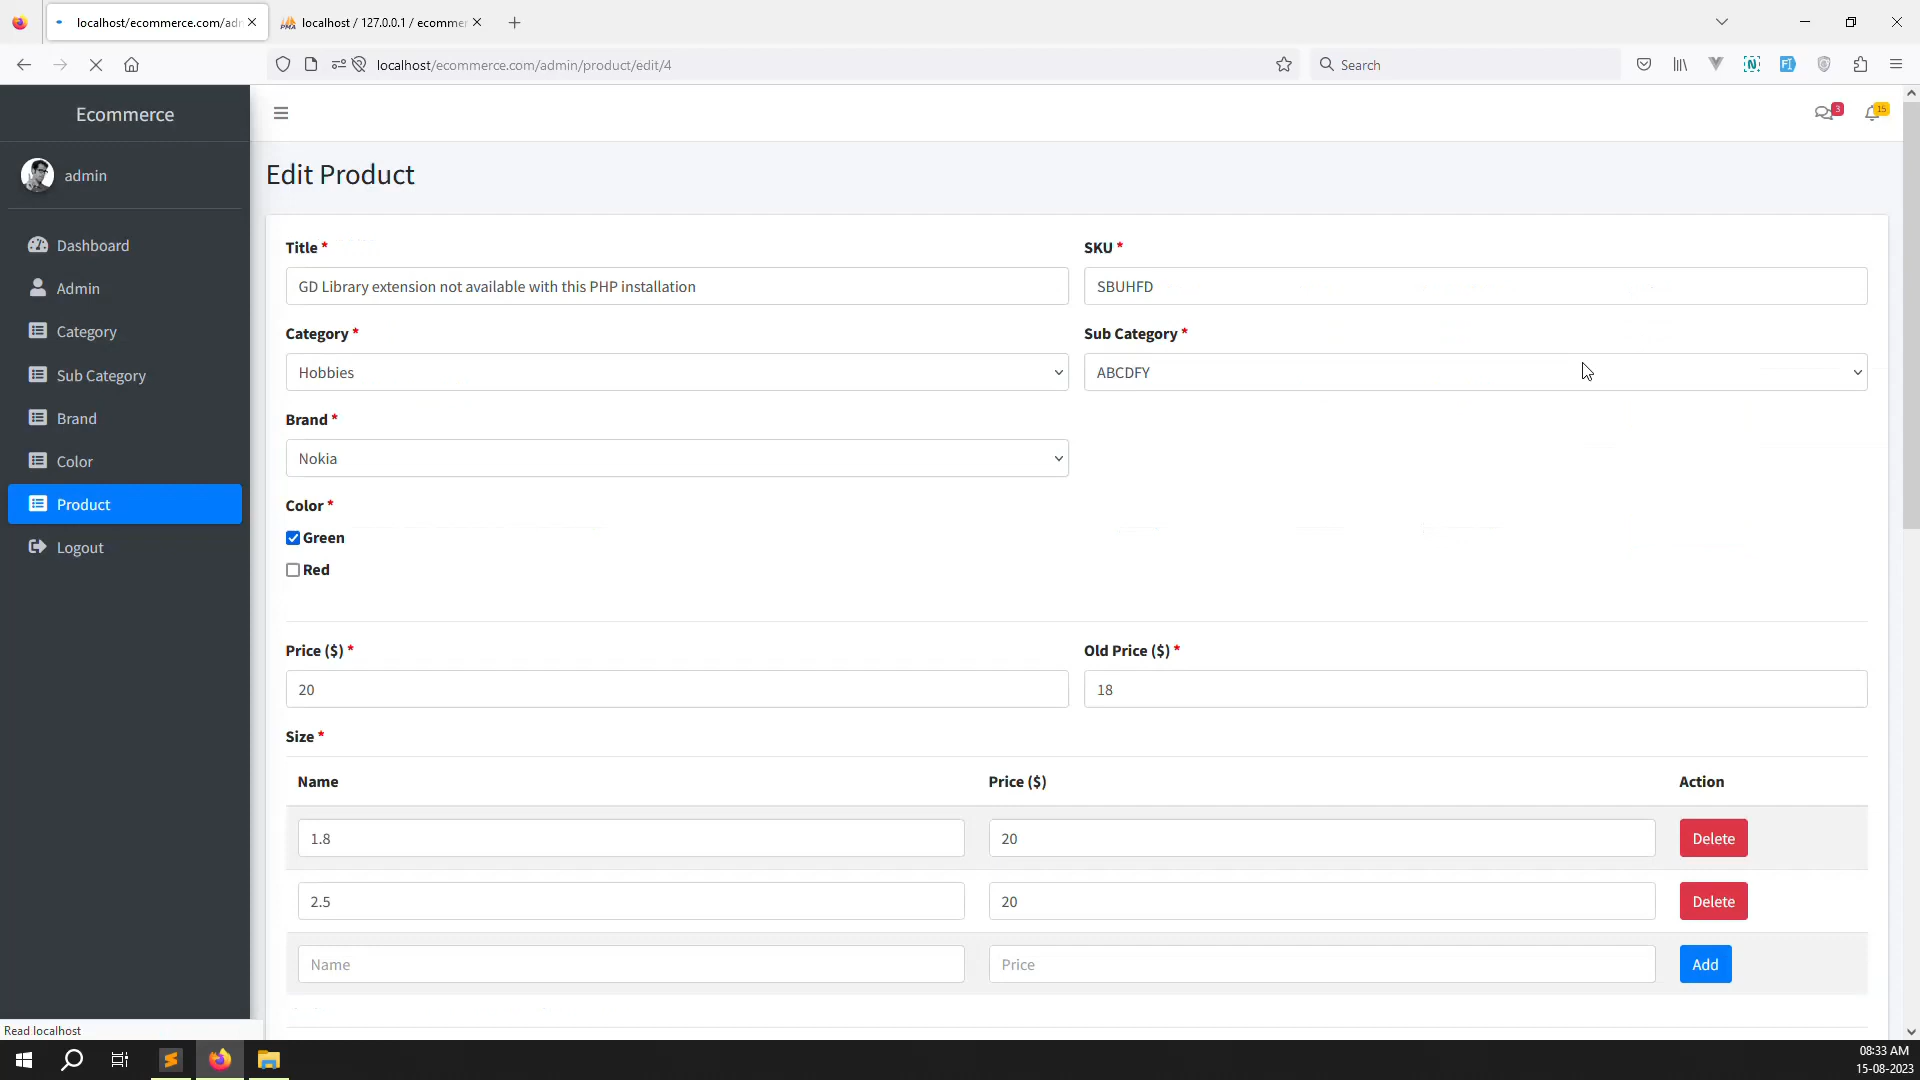 localhost/ecommerce.com/adr
localhost / 127.0.0.1 / ecomme
localhost/ecommerce.com/admin/product/edit/4
Search
Ecommerce
3
15
admin
Edit Product
Dashboard
Admin
Category
Sub Category
Brand
Color
Product
Logout
Title *
SKU *
GD Library extension not available with this PHP installation
SBUHFD
Category *
Sub Category *
Hobbies
ABCDFY
Brand *
Nokia
Color *
Green
Red
Price ($) *
Old Price ($) *
20
18
Size *
Name
Price ($)
Action
1.8
20
Delete
2.5
20
Delete
Name
Price
Add
Read localhost
08:33 AM
15-08-2023